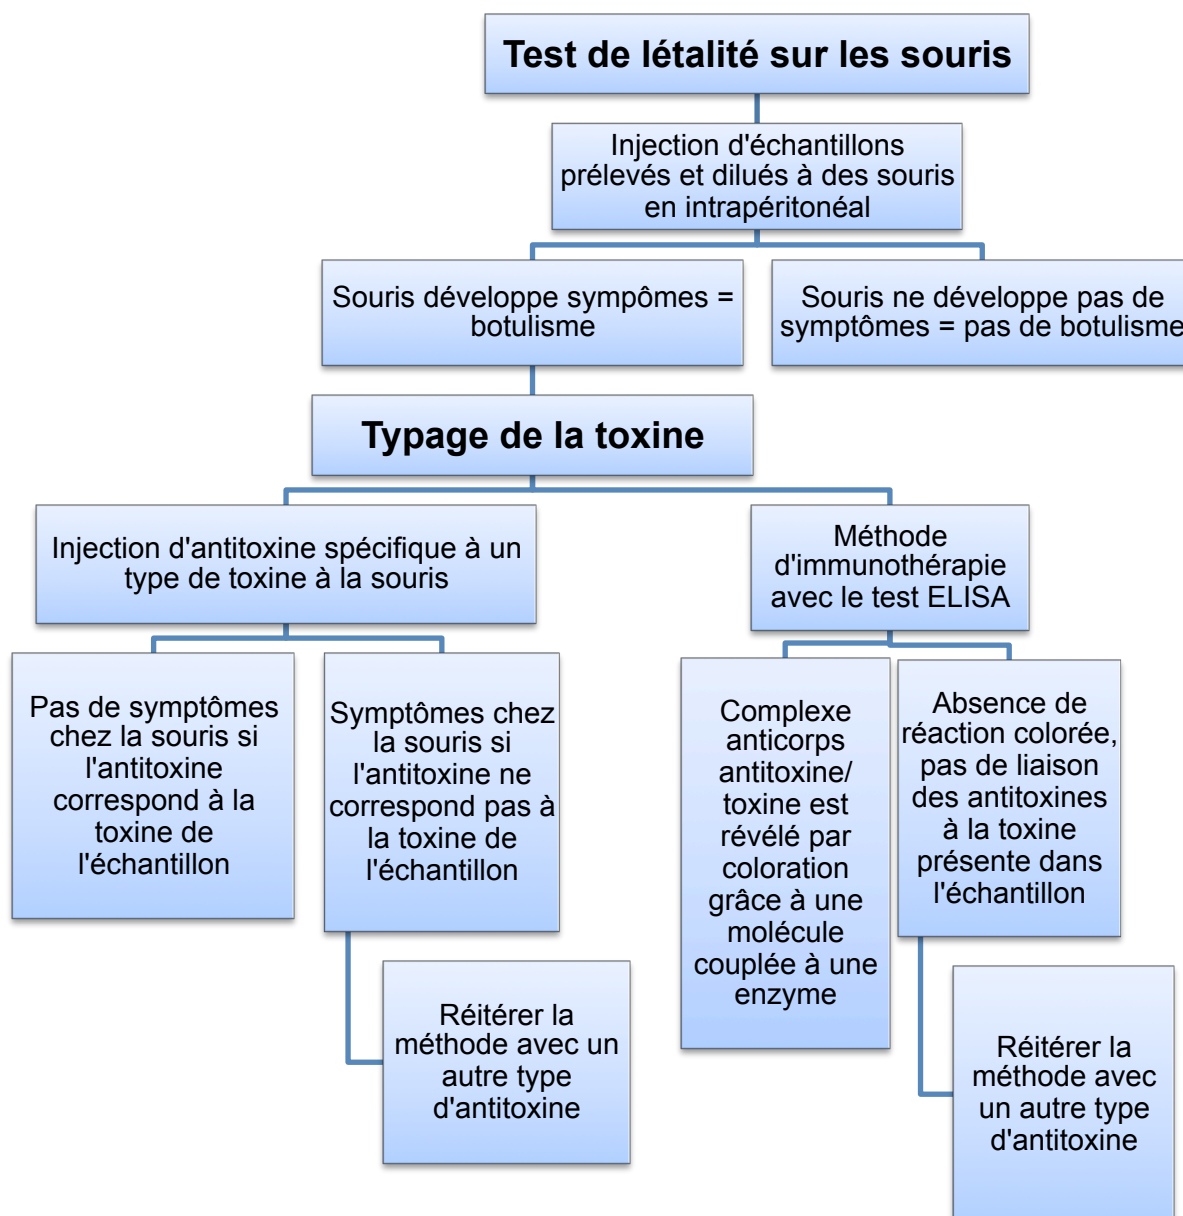 Test de létalité sur les souris
Injection d'échantillons
prélevés et dilués à des souris
en intrapéritonéal
Souris développe sympômes =
botulisme
Souris ne développe pas de
symptômes = pas de botulisme
Typage de la toxine
Injection d'antitoxine spécifique à un
type de toxine à la souris
Méthode
d'immunothérapie
avec le test ELISA
Pas de symptômes
chez la souris si
l'antitoxine
correspond à la
toxine de
l'échantillon
Symptômes chez
la souris si
l'antitoxine ne
correspond pas à
la toxine de
l'échantillon
Complexe
anticorps
antitoxine/
toxine est
révélé par
coloration
grâce à une
molécule
couplée à une
enzyme
Absence de
réaction colorée,
pas de liaison
des antitoxines
à la toxine
présente dans
l'échantillon
Réitérer la
méthode avec un
autre type
d'antitoxine
Réitérer la
méthode avec
un autre type
d'antitoxine